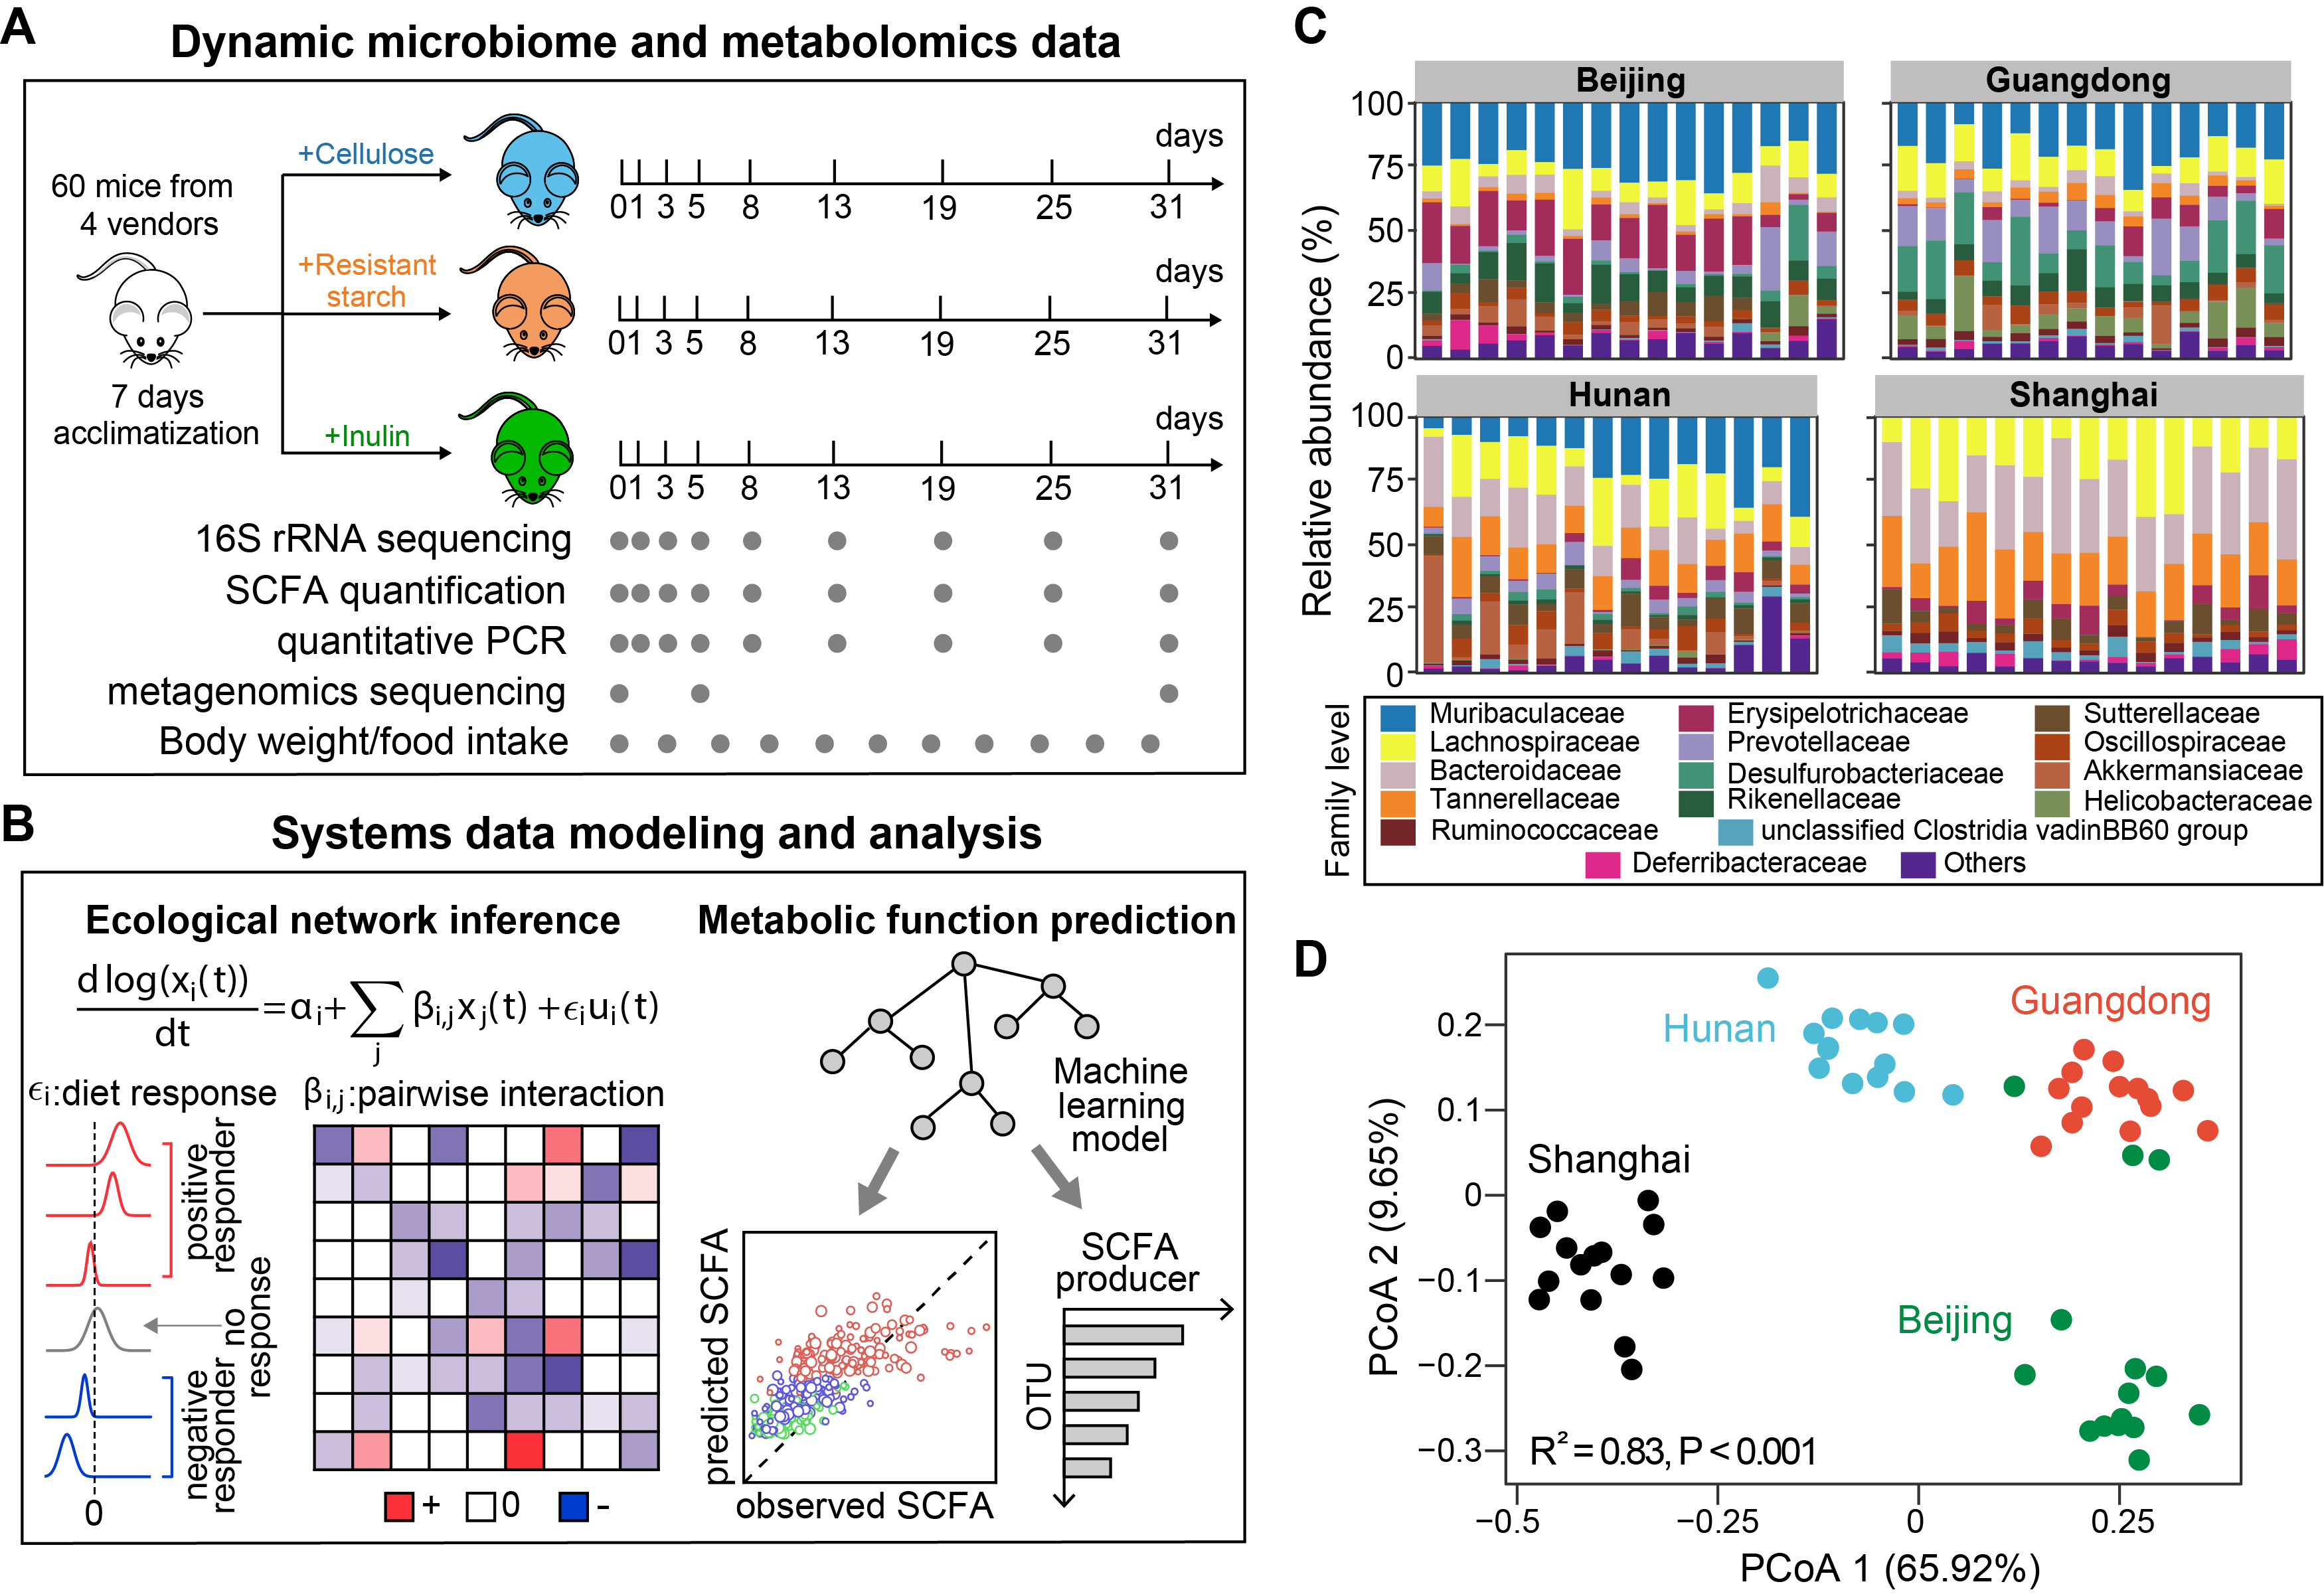 A
Dynamic microbiome and metabolomics data
60 mice from
4 vendors
7 days
acclimatization
+Cellulose
days
0 1 3 5 8 13 19 25 31
+Resistant
starch
days
0 1 3 5 8 13 19 25 31
+Inulin
days
0 1 3 5 8 13 19 25 31
16S rRNA sequencing
SCFA quantification
quantitative PCR
metagenomics sequencing
Body weight/food intake
B
Systems data modeling and analysis
Ecological network inference
d log(xi(t))
dt
=αi+∑ βi,jxj(t) +ϵiui(t)
j
ϵi:diet response
βi,j:pairwise interaction
positive
responder
no
response
negative
responder
0
+ 0 -
Metabolic function prediction
Machine
learning
model
predicted SCFA
observed SCFA
SCFA
producer
OTU
C
Relative abundance (%)
Beijing
Guangdong
100
75
50
25
0
Hunan
Shanghai
100
75
50
25
0
Family level
Muribaculaceae
Lachnospiraceae
Bacteroidaceae
Tannerellaceae
Ruminococcaceae
Erysipelotrichaceae
Prevotellaceae
Desulfurobacteriaceae
Rikenellaceae
unclassified Clostridia vadinBB60 group
Sutterellaceae
Oscillospiraceae
Akkermansiaceae
Helicobacteraceae
Deferribacteraceae
Others
D
PCoA 2 (9.65%)
0.2
0.1
0
−0.1
−0.2
−0.3
Hunan
Guangdong
Shanghai
Beijing
R² = 0.83, P < 0.001
−0.5 −0.25 0 0.25
PCoA 1 (65.92%)